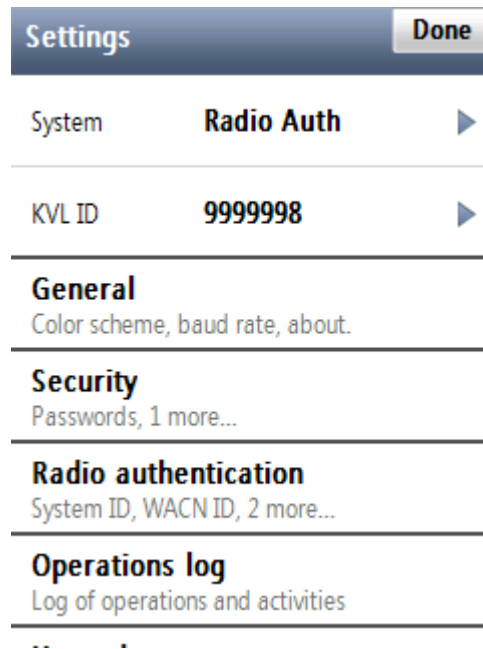 Settings Done
System Radio Auth
KVL ID 9999998
General
Color scheme, baud rate, about.
Security
Passwords, 1 more...
Radio authentication
System ID, WACN ID, 2 more...
Operations log
Log of operations and activities